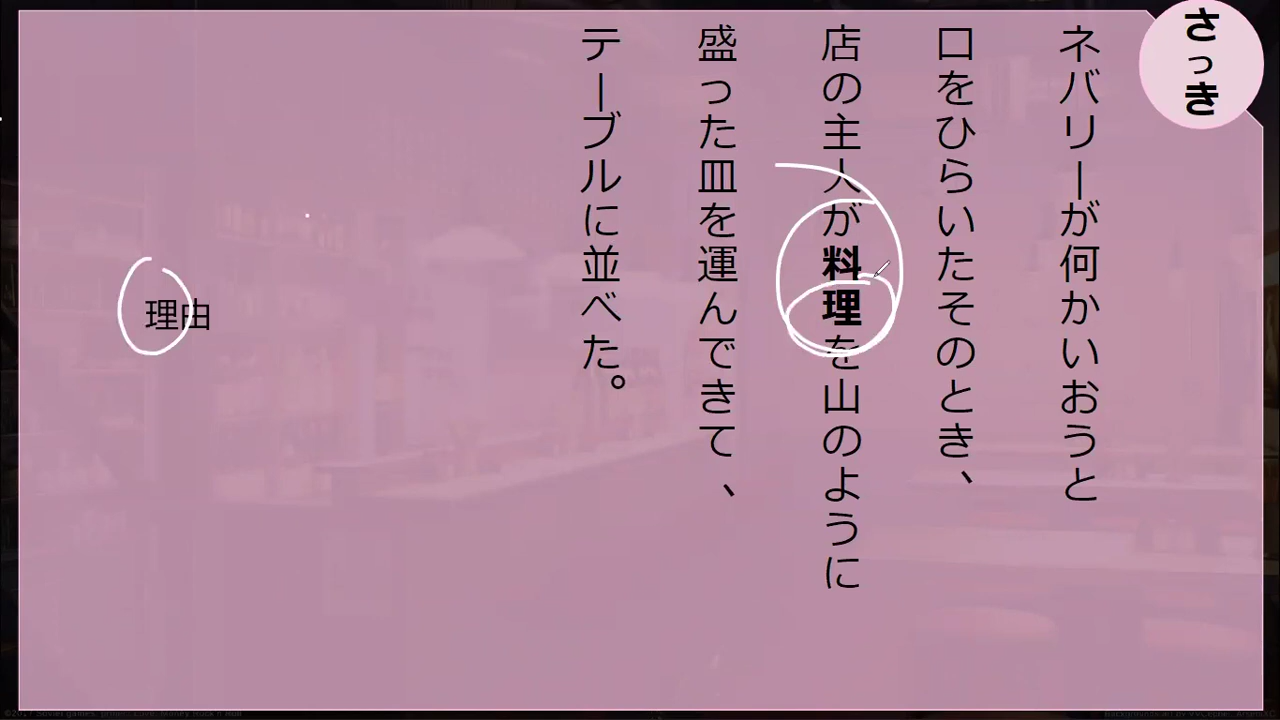 さっき
ネバリーが何かいおうと
口をひらいたそのとき、
店の主人が料理を山のように
盛った皿を運んできて、
テーブルに並べた。
理由